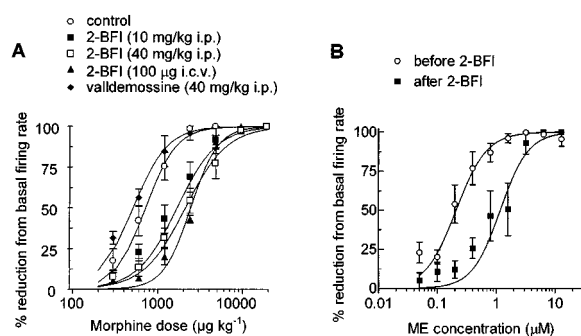 control
2-BFI (10 mg/kg i.p.)
2-BFI (40 mg/kg i.p.)
2-BFI (100 μg i.c.v.)
valldemossine (40 mg/kg i.p.)
A
% reduction from basal firing rate
100
75
50
25
0
100
1000
10000
Morphine dose (μg kg⁻¹)
B
before 2-BFI
after 2-BFI
% reduction from basal firing rate
100
75
50
25
0
0.01
0.1
1
10
ME concentration (μM)